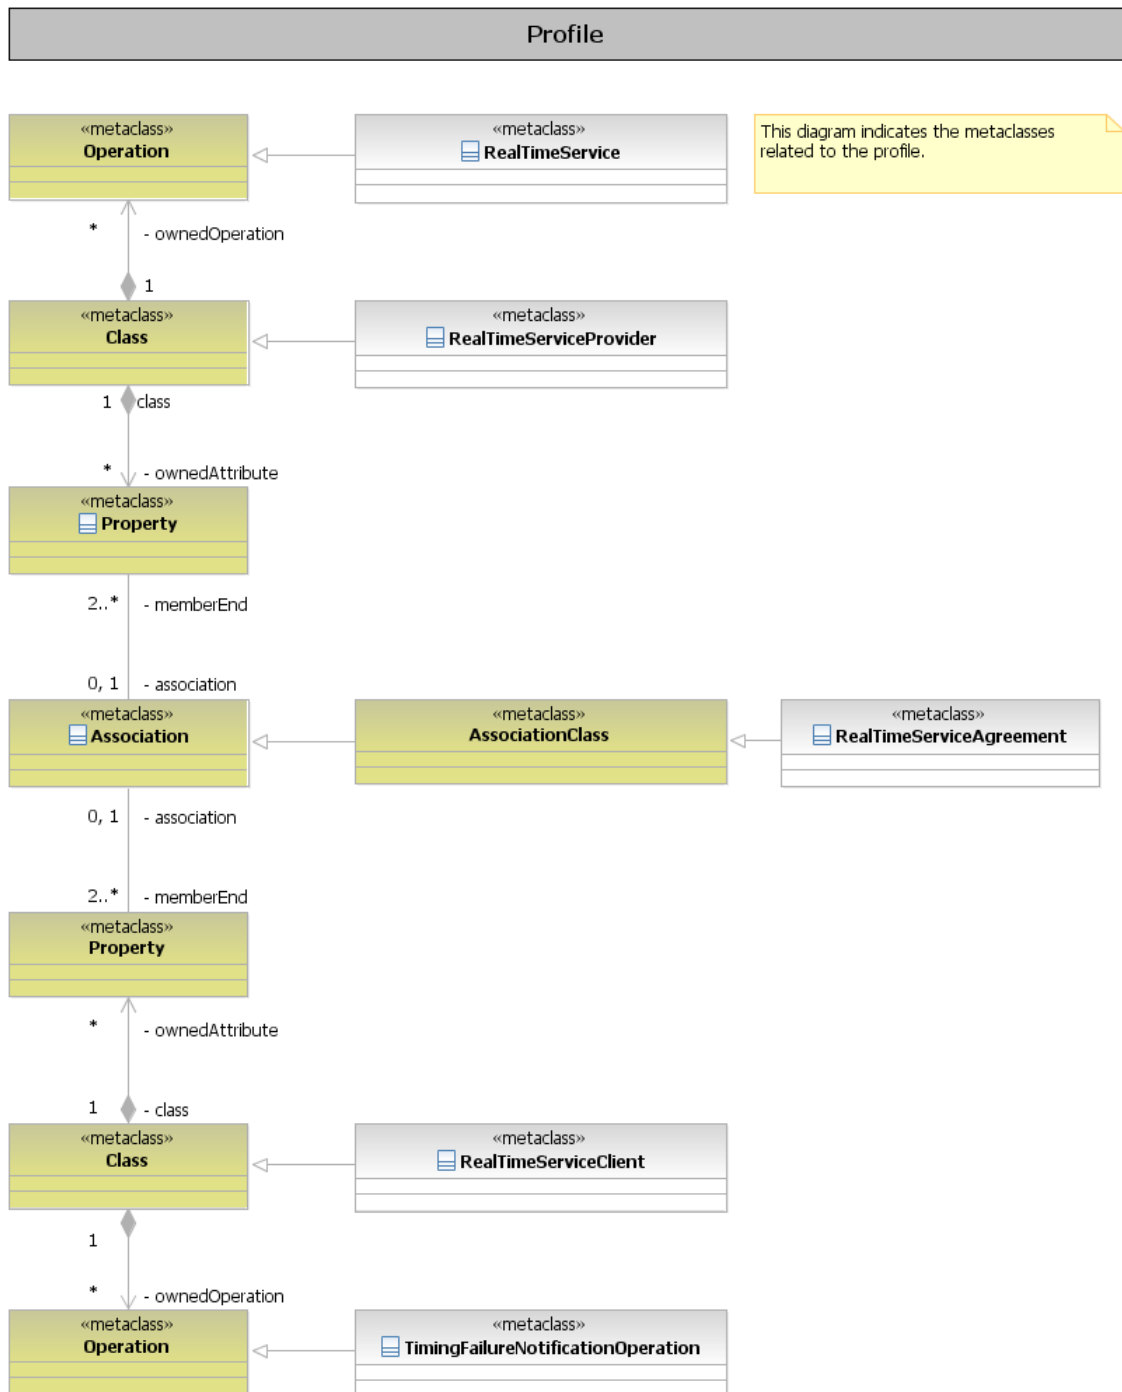 Profile
«metaclass»
Operation
«metaclass»
RealTimeService
This diagram indicates the metaclasses
related to the profile.
*
- ownedOperation
1
«metaclass»
Class
«metaclass»
RealTimeServiceProvider
1
class
*
- ownedAttribute
«metaclass»
Property
2..*
- memberEnd
0, 1
- association
«metaclass»
Association
«metaclass»
AssociationClass
«metaclass»
RealTimeServiceAgreement
0, 1
- association
2..*
- memberEnd
«metaclass»
Property
*
- ownedAttribute
1
- class
«metaclass»
Class
«metaclass»
RealTimeServiceClient
1
*
- ownedOperation
«metaclass»
Operation
«metaclass»
TimingFailureNotificationOperation